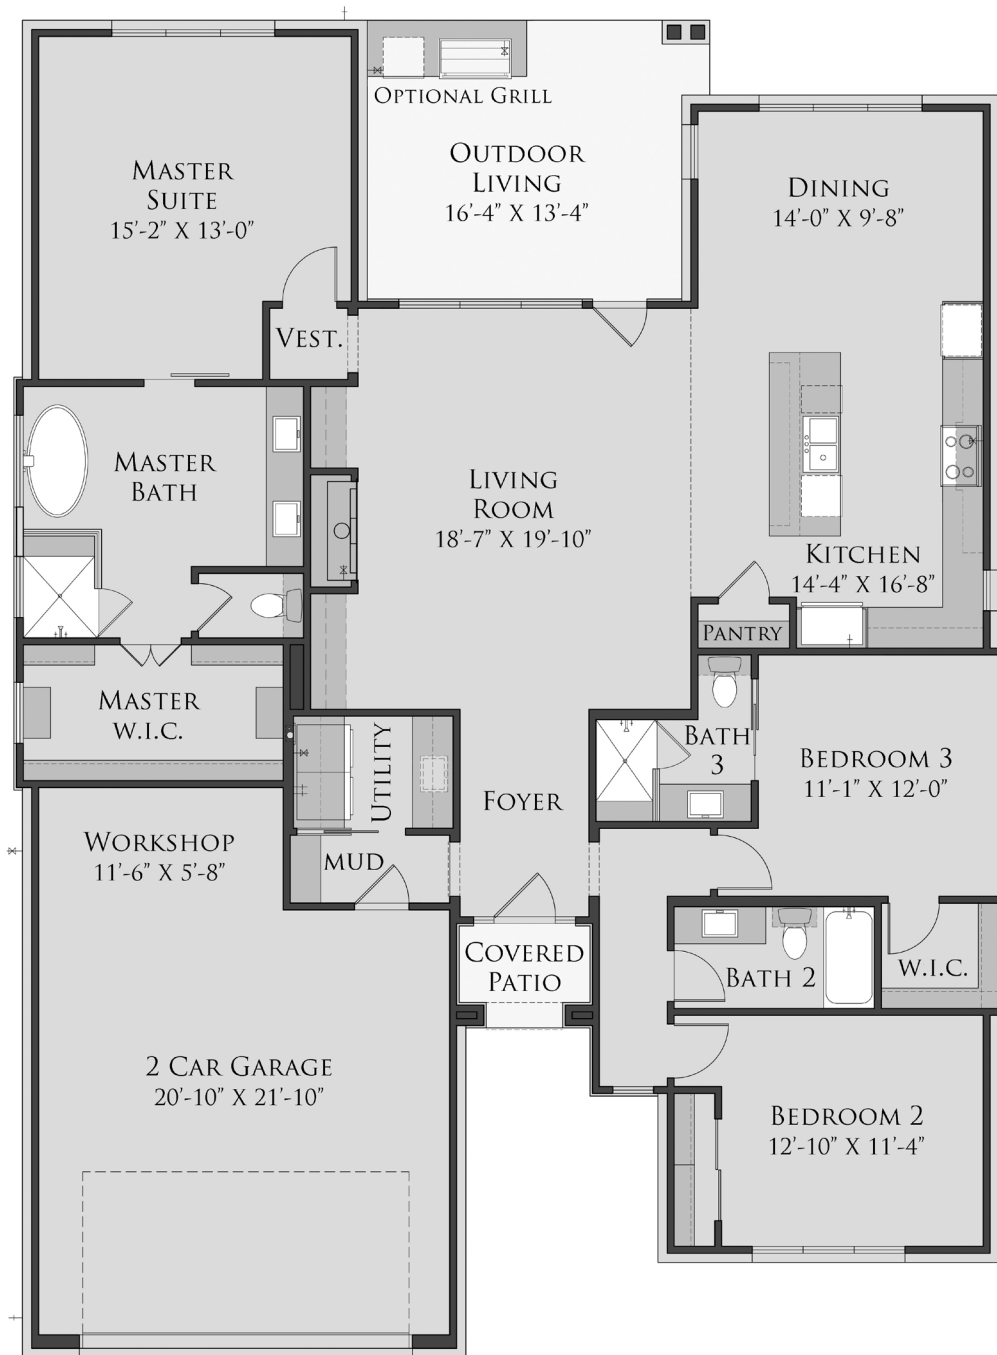 OPTIONAL GRILL
OUTDOOR
LIVING
16'-4" X 13'-4"
MASTER
SUITE
15'-2" X 13'-0"
DINING
14'-0" X 9'-8"
VEST.
MASTER
BATH
LIVING
ROOM
18'-7" X 19'-10"
KITCHEN
14'-4" X 16'-8"
PANTRY
MASTER
W.I.C.
UTILITY
BATH
3
BEDROOM 3
11'-1" X 12'-0"
FOYER
WORKSHOP
11'-6" X 5'-8"
MUD
COVERED
PATIO
BATH 2
W.I.C.
2 CAR GARAGE
20'-10" X 21'-10"
BEDROOM 2
12'-10" X 11'-4"